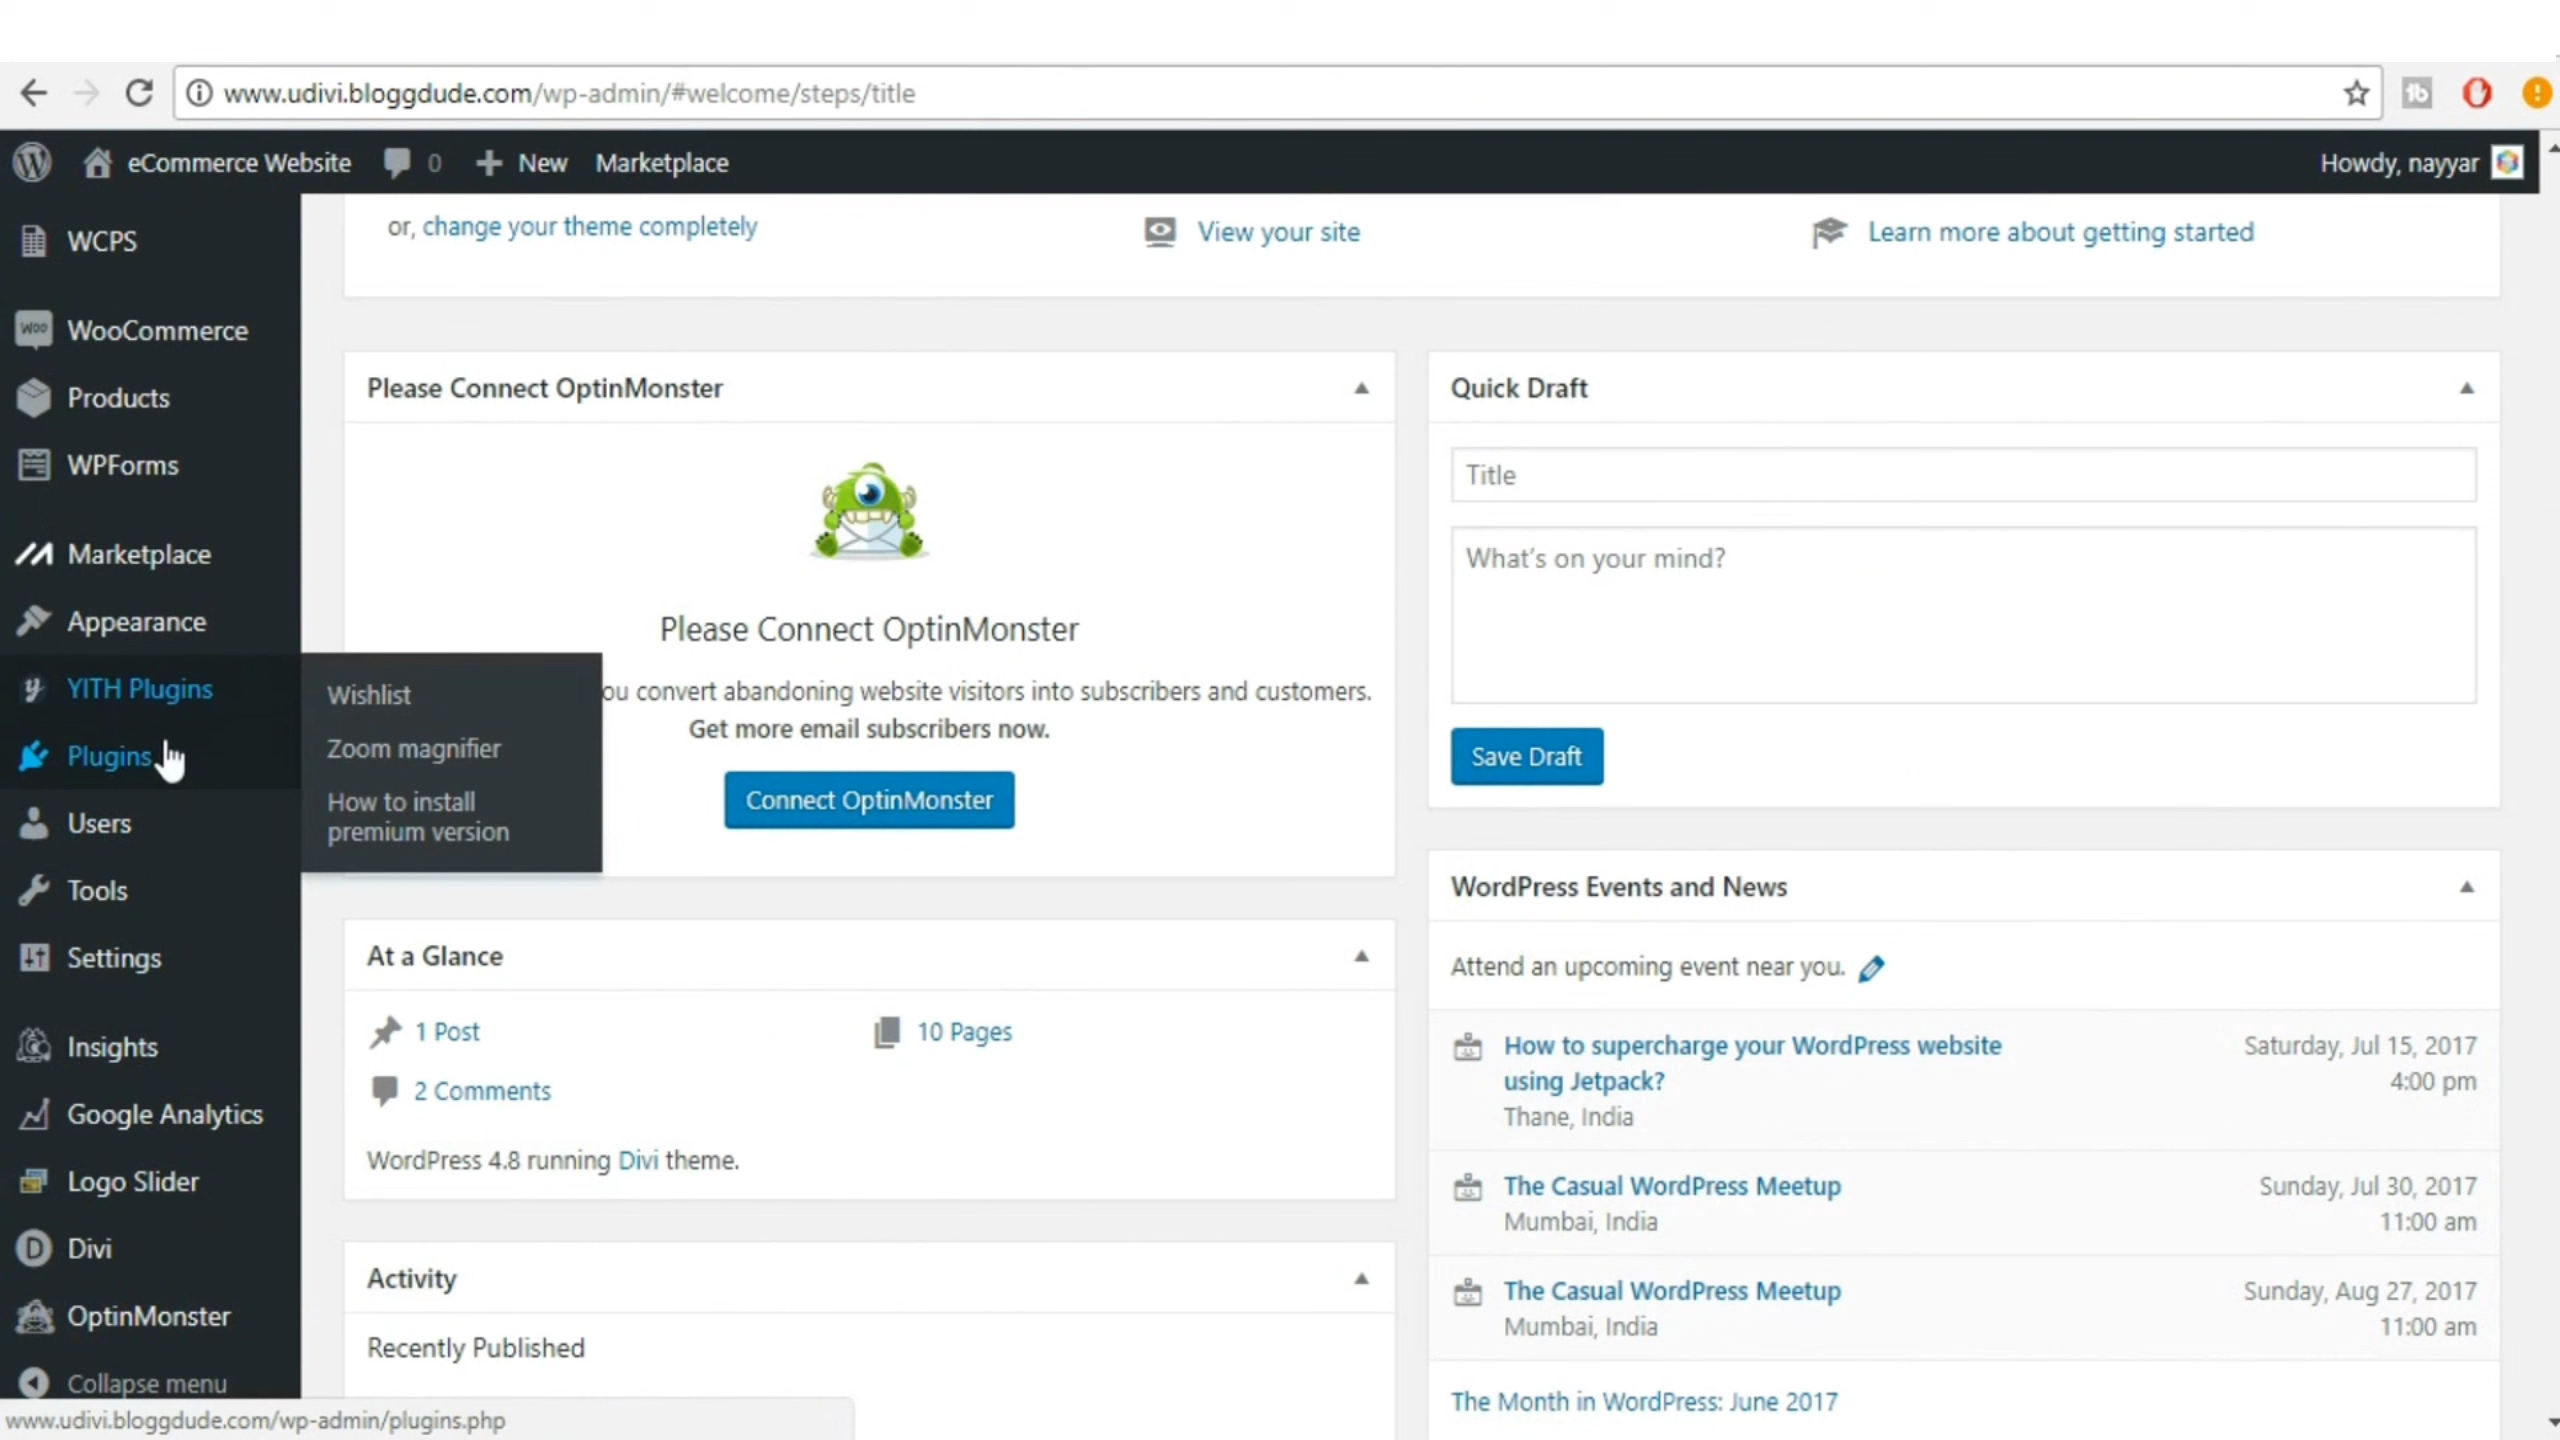 www.udivi.bloggdude.com/wp-admin/#welcome/steps/title
eCommerce Website
0
New
Marketplace
Howdy, nayyar
WCPS
WooCommerce
Products
WPForms
Marketplace
Appearance
YITH Plugins
Plugins
Users
Tools
Settings
Insights
Google Analytics
Logo Slider
Divi
OptinMonster
Collapse menu
www.udivi.bloggdude.com/wp-admin/plugins.php
Wishlist
Zoom magnifier
How to install
premium version
or, change your theme completely
View your site
Learn more about getting started
Please Connect OptinMonster
Please Connect OptinMonster
ou convert abandoning website visitors into subscribers and customers.
Get more email subscribers now.
Connect OptinMonster
At a Glance
1 Post
10 Pages
2 Comments
WordPress 4.8 running Divi theme.
Activity
Recently Published
Quick Draft
Title
What's on your mind?
Save Draft
WordPress Events and News
Attend an upcoming event near you.
How to supercharge your WordPress website
using Jetpack?
Thane, India
Saturday, Jul 15, 2017
4:00 pm
The Casual WordPress Meetup
Mumbai, India
Sunday, Jul 30, 2017
11:00 am
The Casual WordPress Meetup
Mumbai, India
Sunday, Aug 27, 2017
11:00 am
The Month in WordPress: June 2017